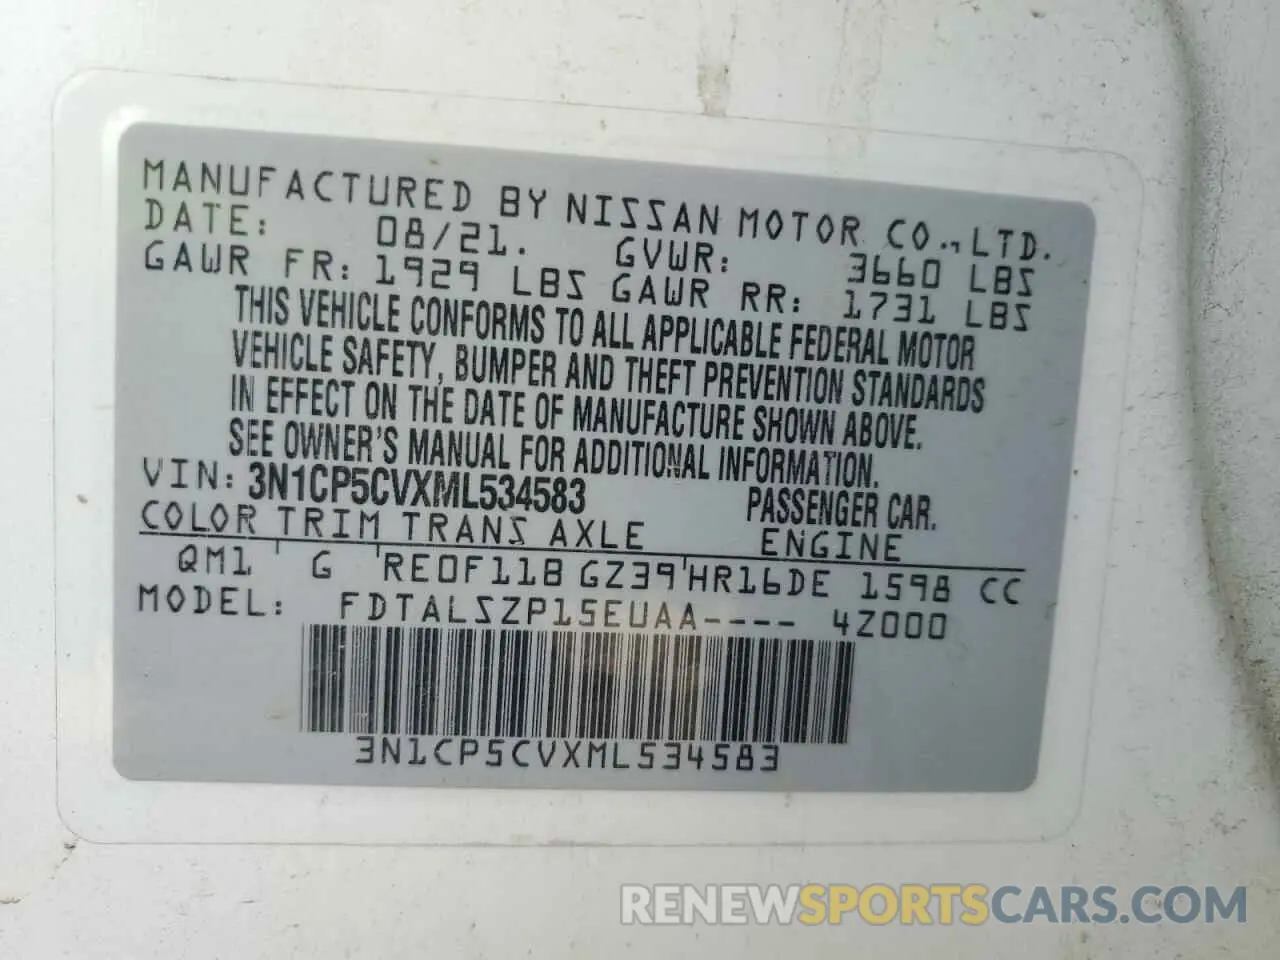 MANUFACTURED BY NISSAN MOTOR CO.,LTD.
DATE: 08/21. GVWR: 3660 LBS
GAWR FR: 1929 LBS GAWR RR: 1731 LBS
THIS VEHICLE CONFORMS TO ALL APPLICABLE FEDERAL MOTOR
VEHICLE SAFETY, BUMPER AND THEFT PREVENTION STANDARDS
IN EFFECT ON THE DATE OF MANUFACTURE SHOWN ABOVE.
SEE OWNER'S MANUAL FOR ADDITIONAL INFORMATION.
VIN: 3N1CP5CVXML534583 PASSENGER CAR.
COLOR TRIM TRANS AXLE ENGINE
QM1 G RE0F11B GZ39 HR16DE 1598 CC
MODEL: FDTALSZP15EUAA---- 4Z000
3N1CP5CVXML534583
RENEWSPORTSCARS.COM